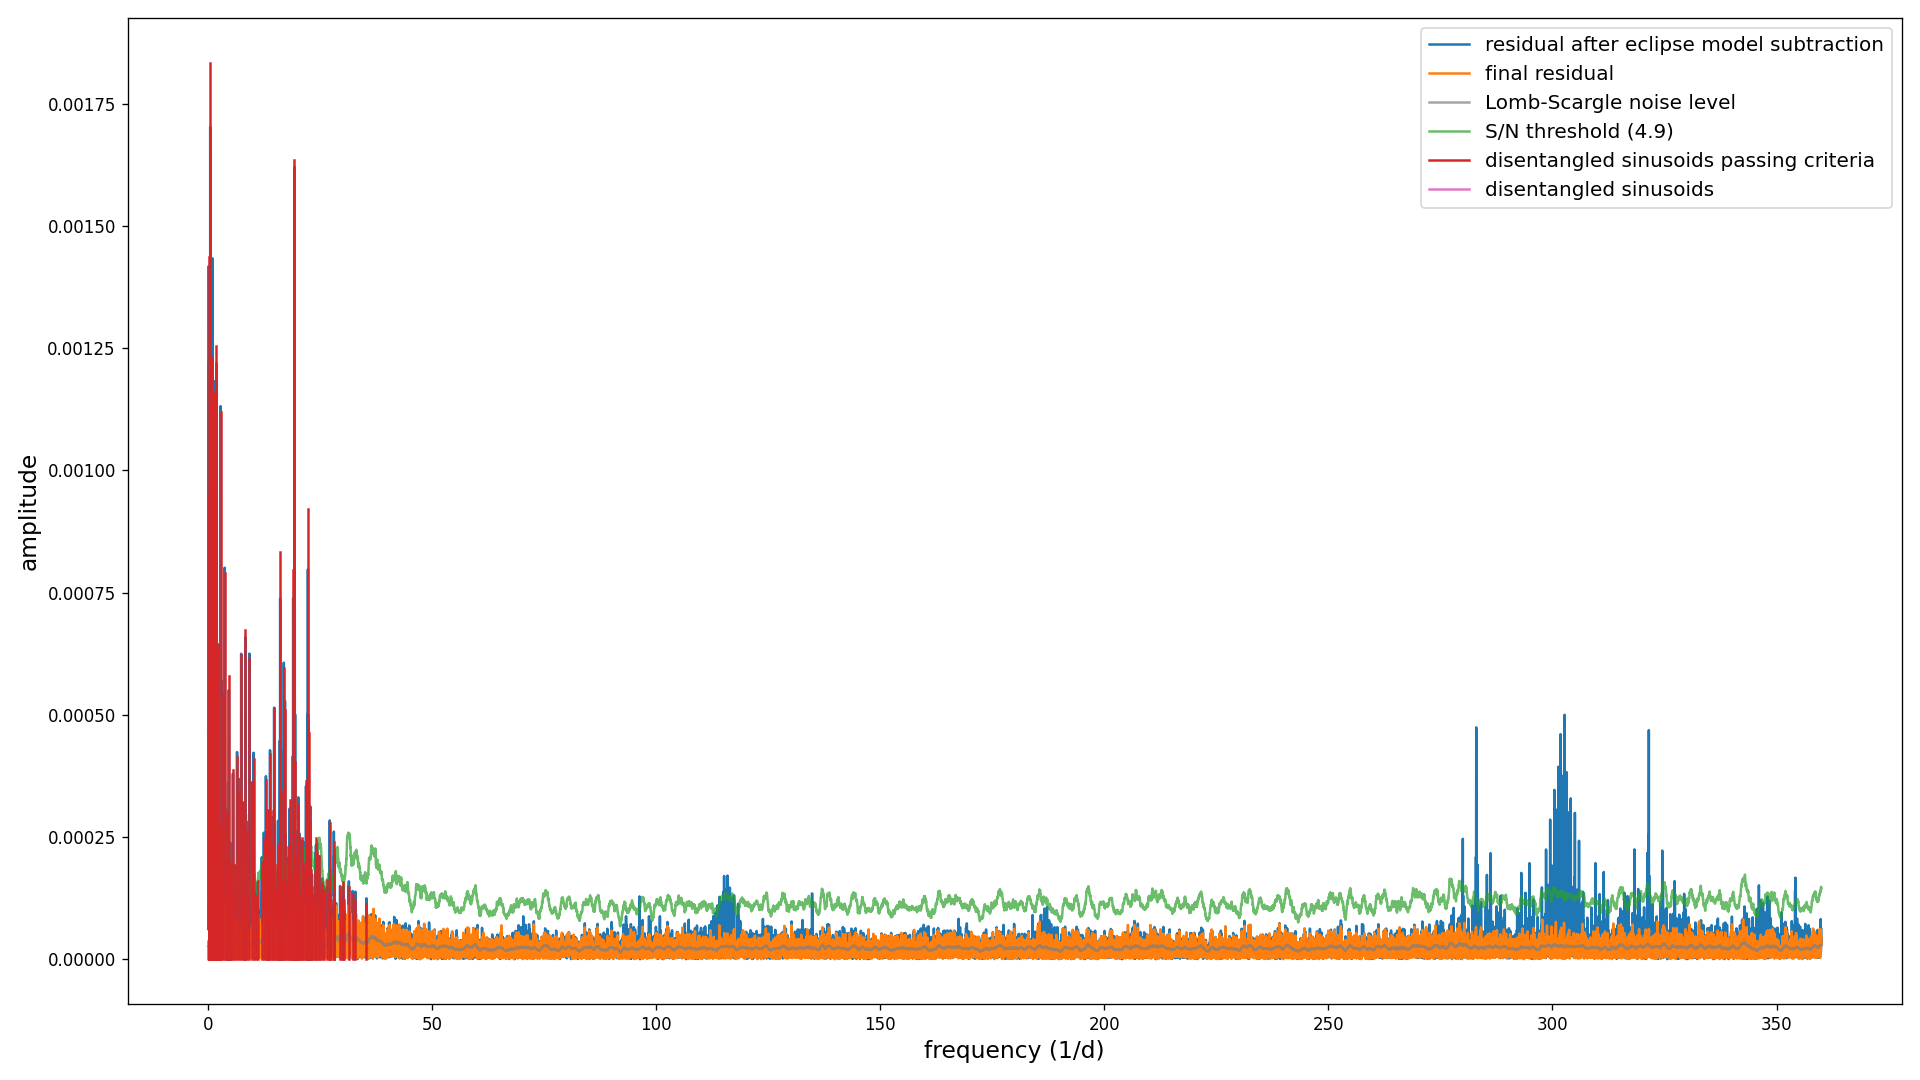 residual after eclipse model subtraction
final residual
Lomb-Scargle noise level
S/N threshold (4.9)
disentangled sinusoids passing criteria
disentangled sinusoids
amplitude
0.00175
0.00150
0.00125
0.00100
0.00075
0.00050
0.00025
0.00000
0 50 100 150 200 250 300 350
frequency (1/d)